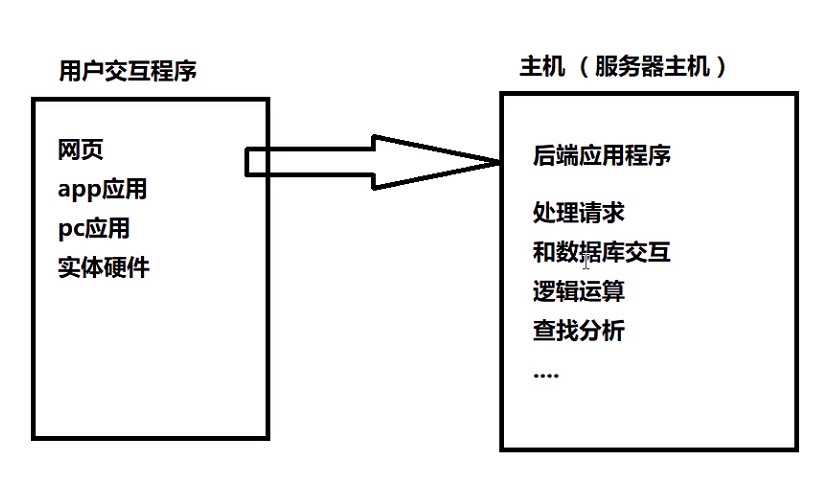 用户交互程序
网页
app应用
pc应用
实体硬件
主机 （服务器主机）
后端应用程序
处理请求
和数据库交互
逻辑运算
查找分析
....